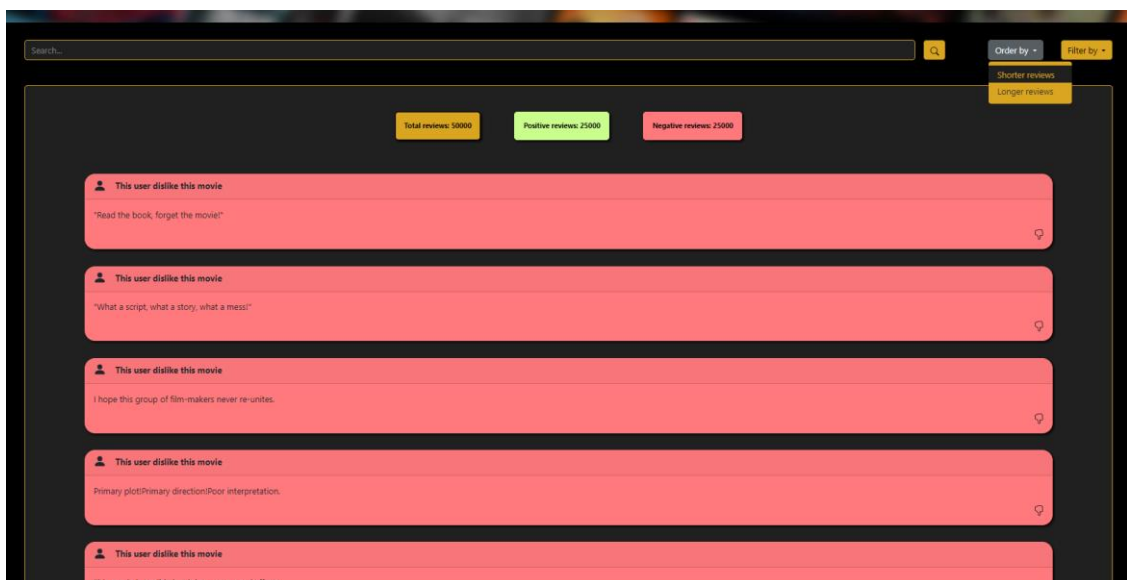 Search...
Order by
Filter by
Shorter reviews
Longer reviews
Total reviews: 50000
Positive reviews: 25000
Negative reviews: 25000
This user dislike this movie
"Read the book, forget the movie!"
This user dislike this movie
"What a script, what a story, what a mess!"
This user dislike this movie
I hope this group of film-makers never re-unites.
This user dislike this movie
Primary plot!Primary direction!Poor interpretation.
This user dislike this movie